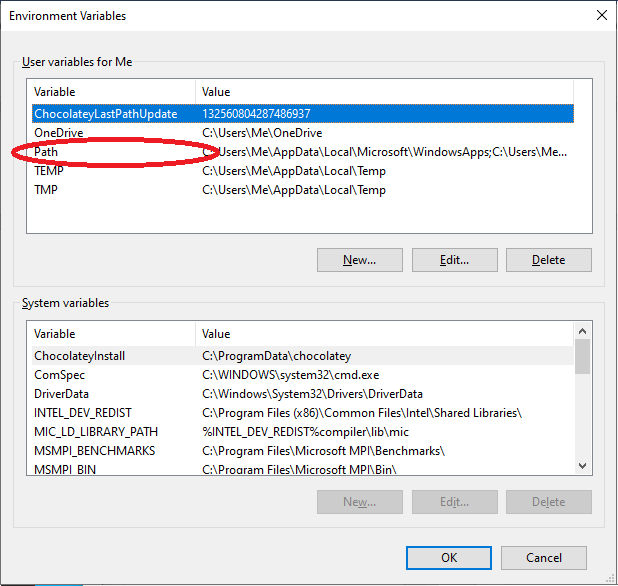 Environment Variables
User variables for Me
Variable Value
ChocolateyLastPathUpdate 132560804287486937
OneDrive C:\Users\Me\OneDrive
Path C:\Users\Me\AppData\Local\Microsoft\WindowsApps;C:\Users\Me...
TEMP C:\Users\Me\AppData\Local\Temp
TMP C:\Users\Me\AppData\Local\Temp
New... Edit... Delete
System variables
Variable Value
ChocolateyInstall C:\ProgramData\chocolatey
ComSpec C:\WINDOWS\system32\cmd.exe
DriverData C:\Windows\System32\Drivers\DriverData
INTEL_DEV_REDIST C:\Program Files (x86)\Common Files\Intel\Shared Libraries\
MIC_LD_LIBRARY_PATH %INTEL_DEV_REDIST%compiler\lib\mic
MSMPI_BENCHMARKS C:\Program Files\Microsoft MPI\Benchmarks\
MSMPI_BIN C:\Program Files\Microsoft MPI\Bin\
New... Edit... Delete
OK Cancel